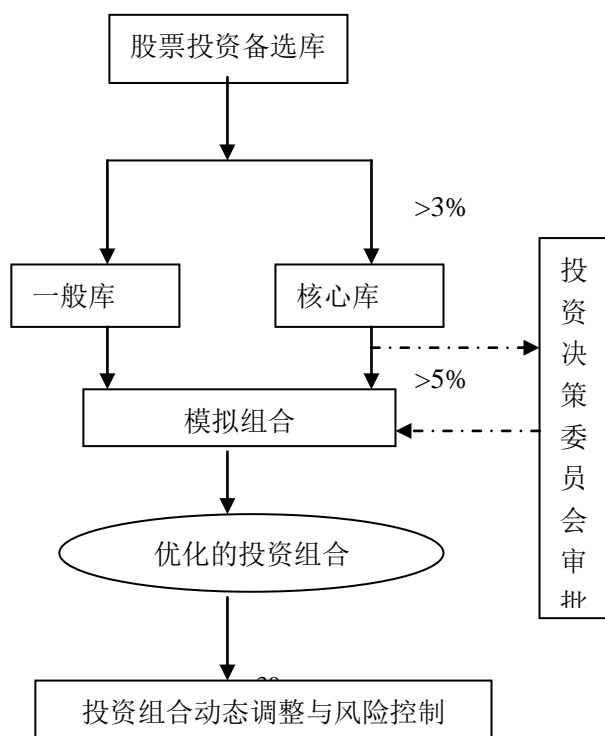 股票投资备选库
>3%
一般库
核心库
投资决策委员会审批
>5%
模拟组合
优化的投资组合
投资组合动态调整与风险控制